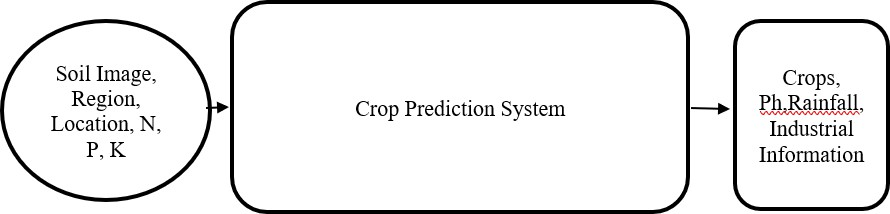 Soil Image,
Region,
Location, N,
P, K
Crop Prediction System
Crops,
Ph,Rainfall,
Industrial
Information